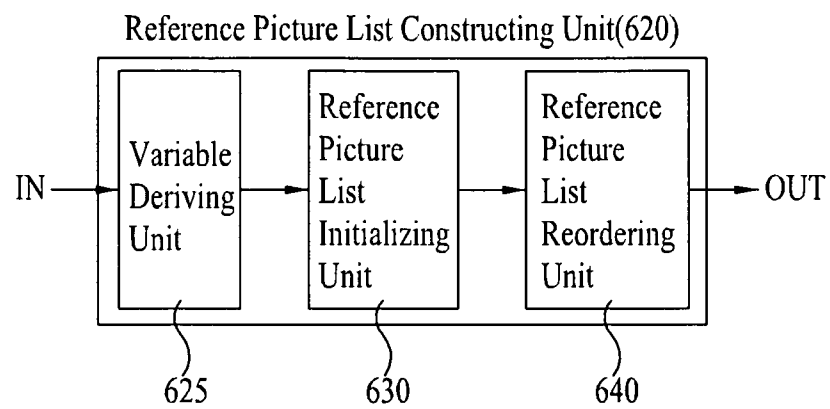 Reference Picture List Constructing Unit(620)
IN
Variable
Deriving
Unit
Reference
Picture
List
Initializing
Unit
Reference
Picture
List
Reordering
Unit
OUT
625
630
640